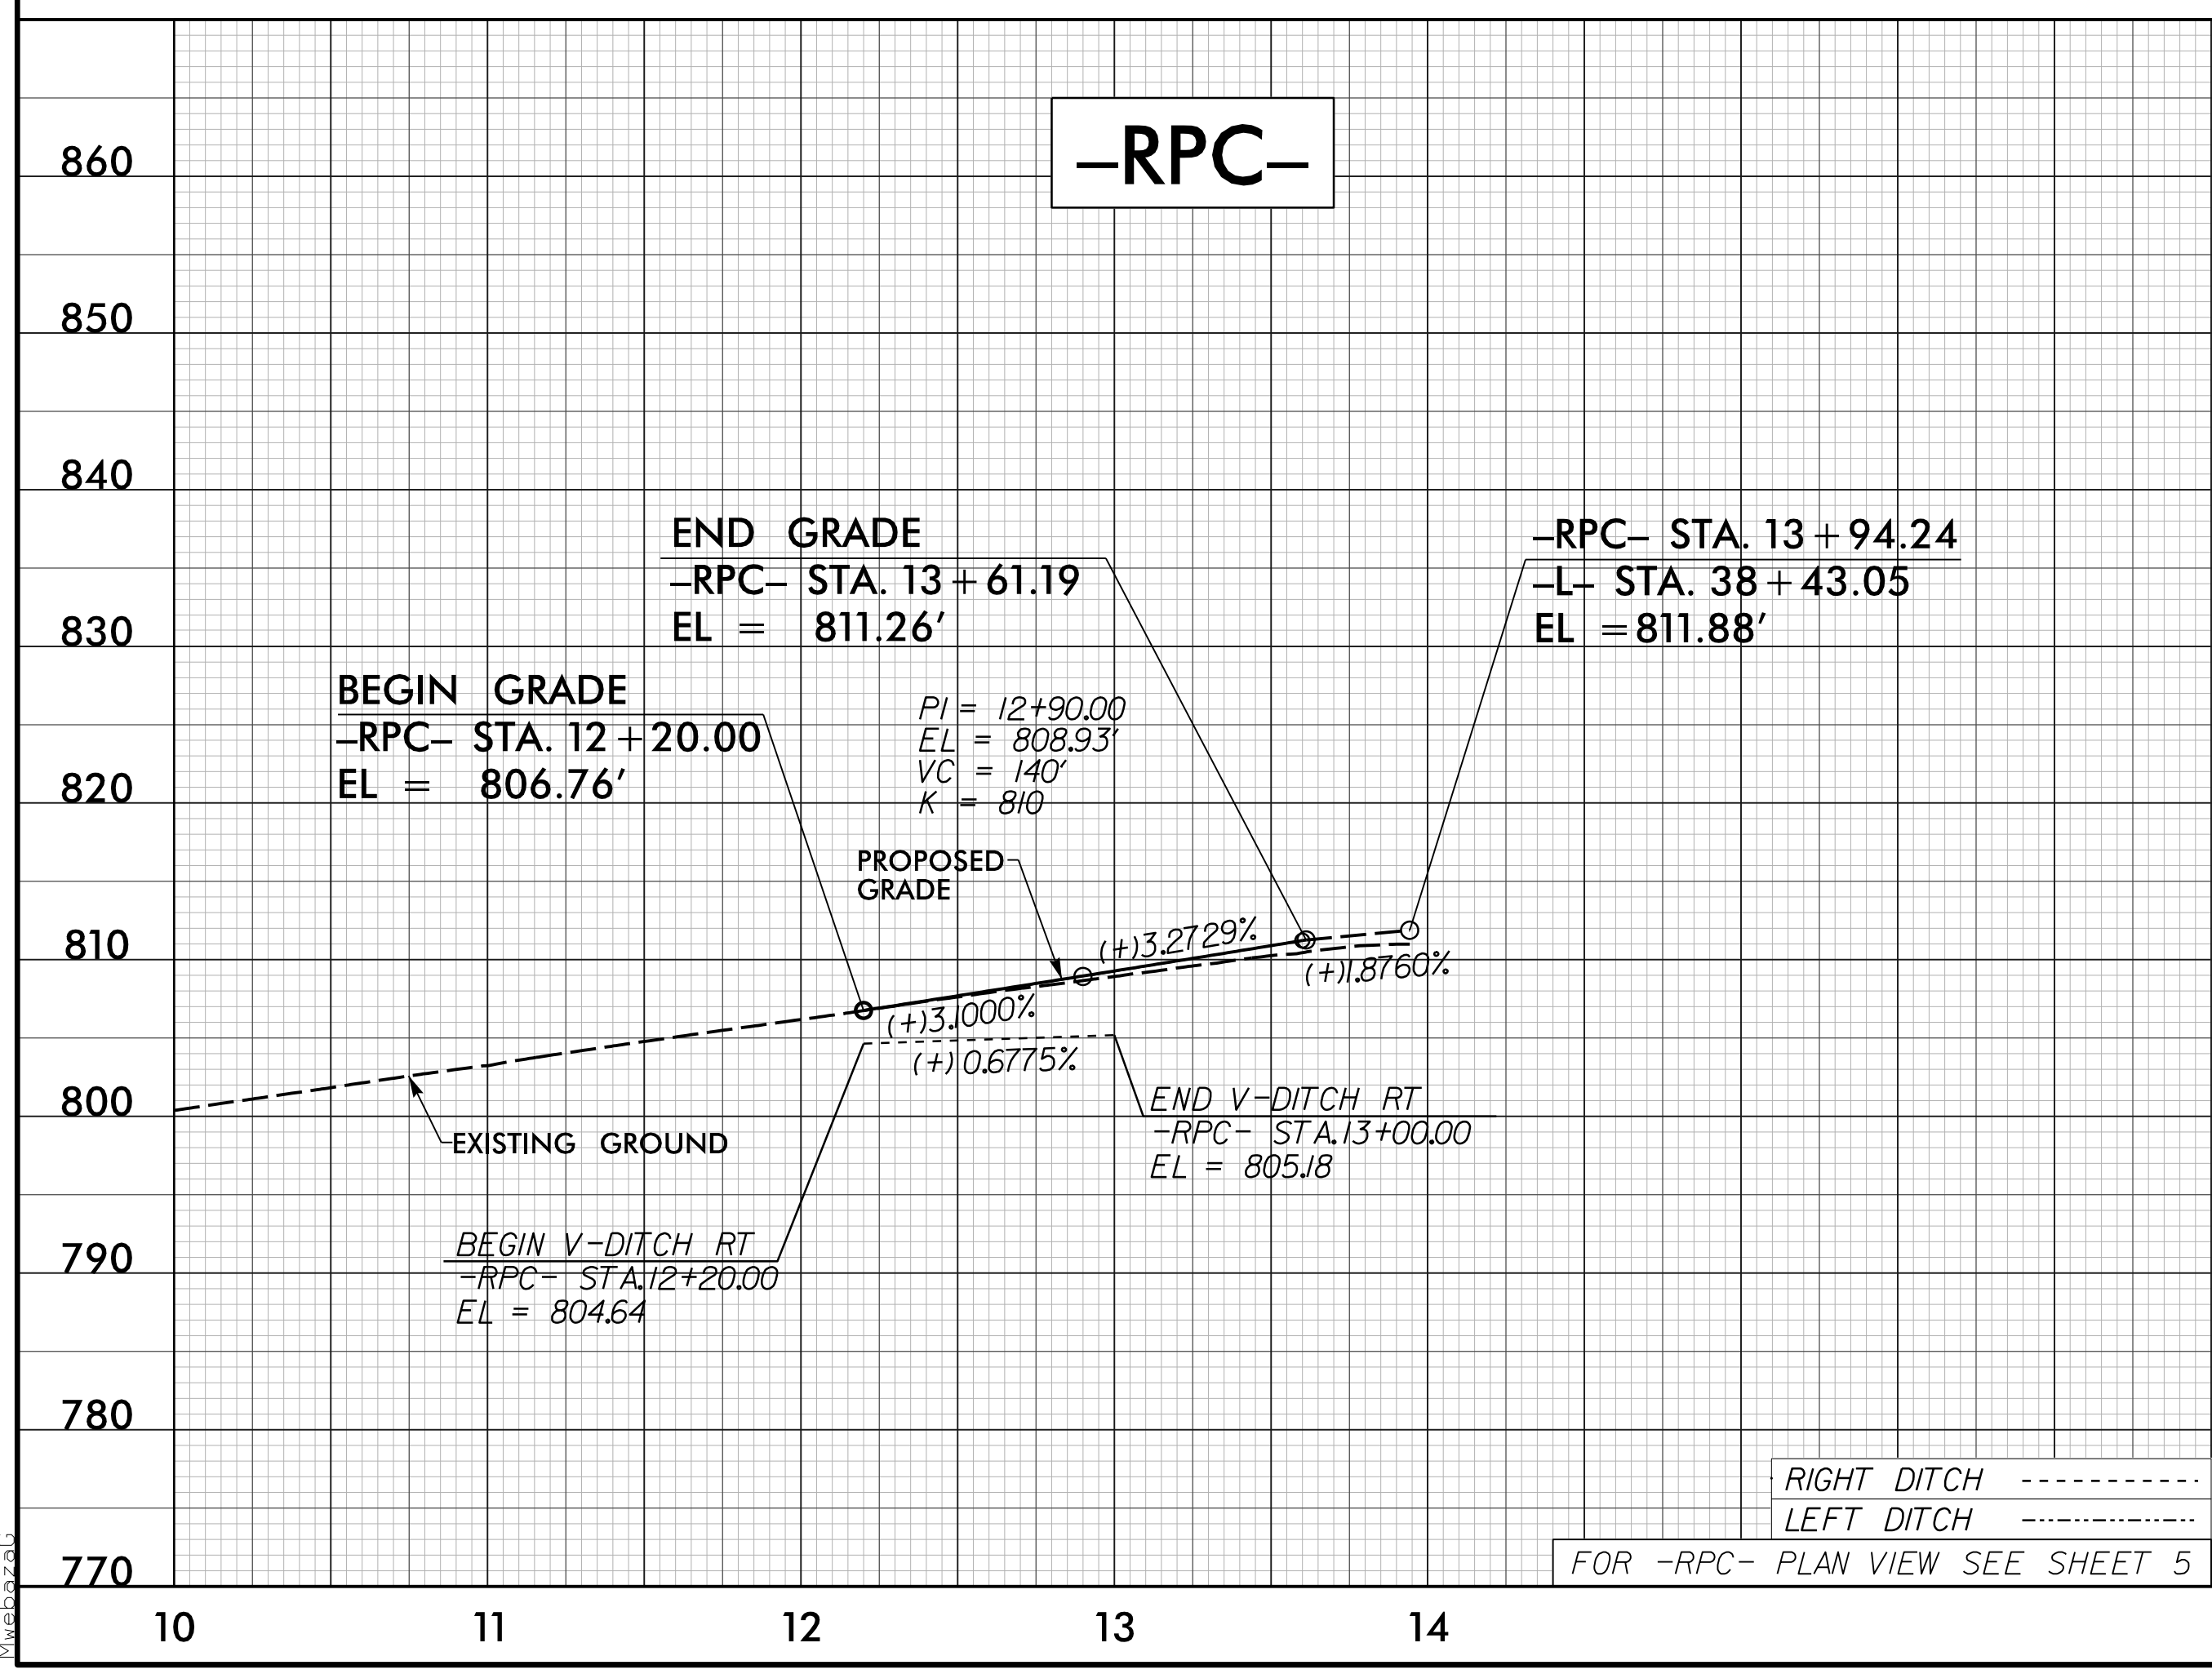 –RPC–
860
850
840
830
820
810
800
790
780
770
END GRADE
–RPC– STA. 13+61.19
EL = 811.26'
–RPC– STA. 13+94.24
–L– STA. 38+43.05
EL = 811.88'
BEGIN GRADE
–RPC– STA. 12+20.00
EL = 806.76'
PI = 12+90.00
EL = 808.93'
VC = 140'
K = 810
PROPOSED
GRADE
(+)3.2729%
(+)1.8760%
(+)3.1000%
(+)0.6775%
EXISTING GROUND
END V-DITCH RT
-RPC- STA.13+00.00
EL = 805.18
BEGIN V-DITCH RT
-RPC- STA.12+20.00
EL = 804.64
RIGHT DITCH
LEFT DITCH
FOR -RPC- PLAN VIEW SEE SHEET 5
10 11 12 13 14